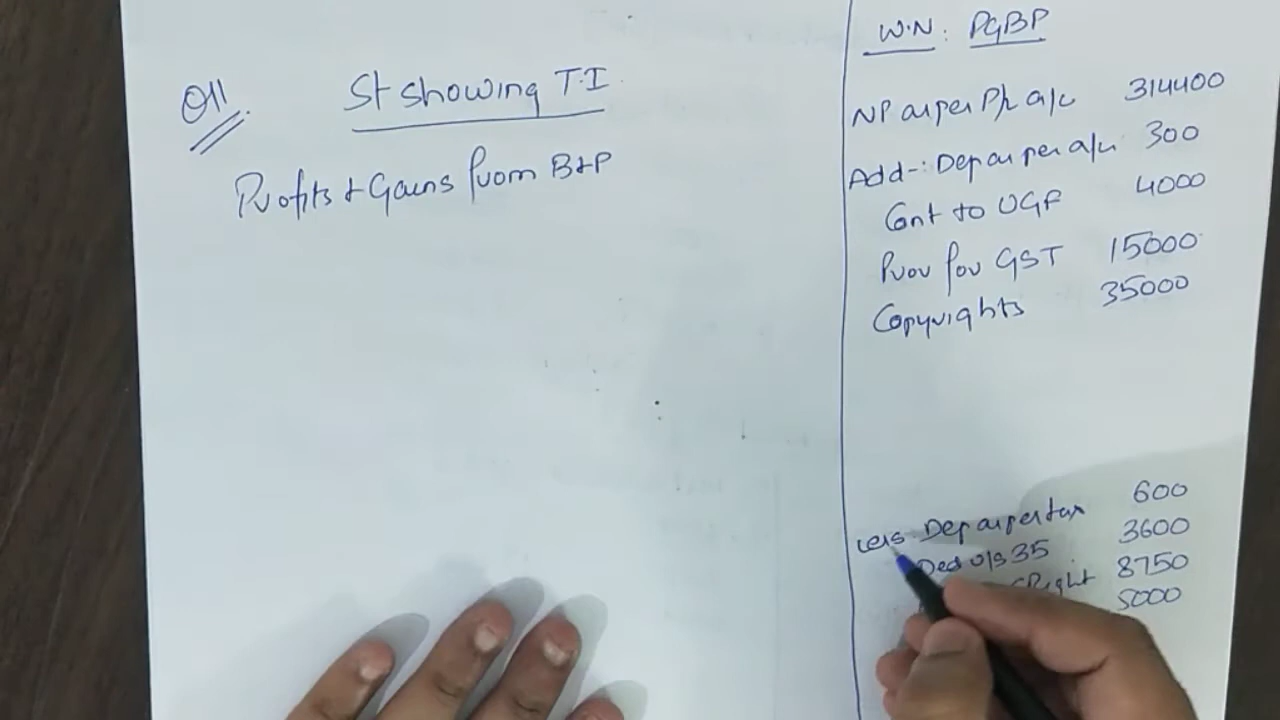 Q11.
St showing T.I.
Profits & Gains from B&P
W.N: PGBP
NP as per P/L a/c 314400
Add-: Dep as per a/c 300
Cont to UGF 4000
Prov for GST 15000
Copyrights 35000
Less Dep as per tax 600
Ded u/s 35 3600
8750
5000